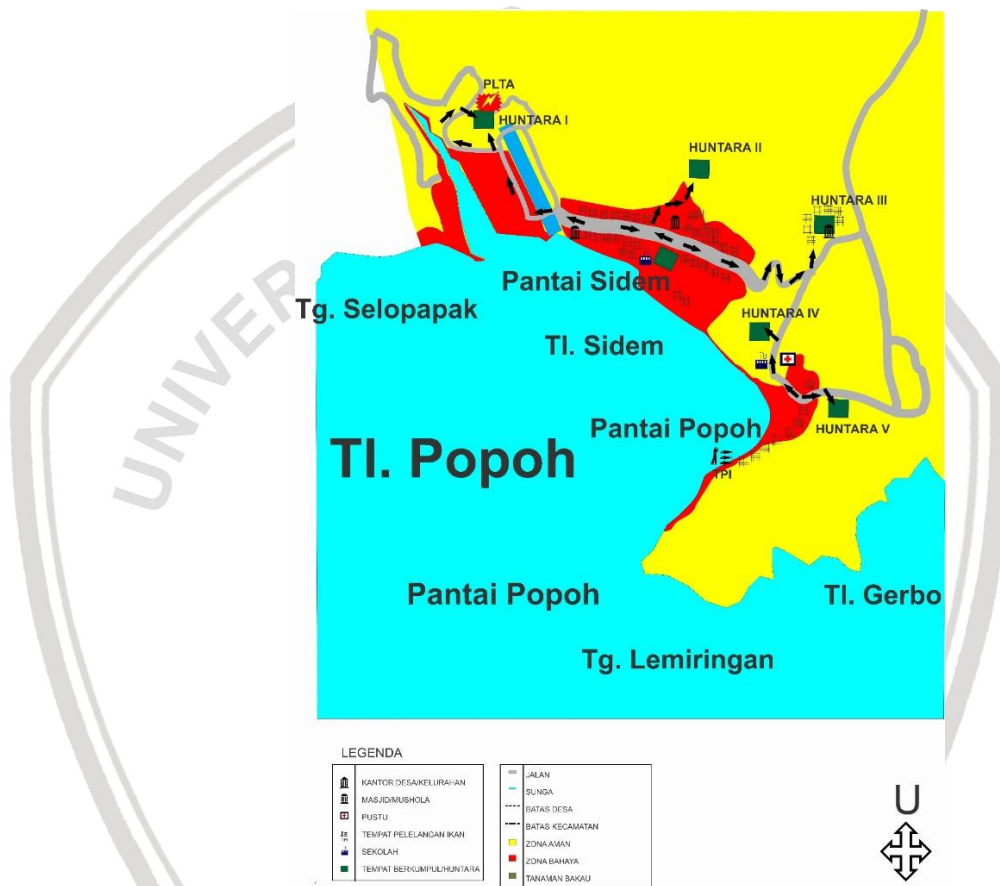 UNIVER
PLTA
HUNTARA I
HUNTARA II
HUNTARA III
Pantai Sidem
Tg. Selopapak
HUNTARA IV
Tl. Sidem
Pantai Popoh
HUNTARA V
Tl. Popoh
TPI
Pantai Popoh
Tl. Gerbo
Tg. Lemiringan
LEGENDA
KANTOR DESA/KELURAHAN
MASJID/MUSHOLA
PUSTU
TEMPAT PELELANGAN IKAN
SEKOLAH
TEMPAT BERKUMPUL/HUNTARA
JALAN
SUNGA
BATAS DESA
BATAS KECAMATAN
ZONA AMAN
ZONA BAHAYA
TANAMAN BAKAU
U